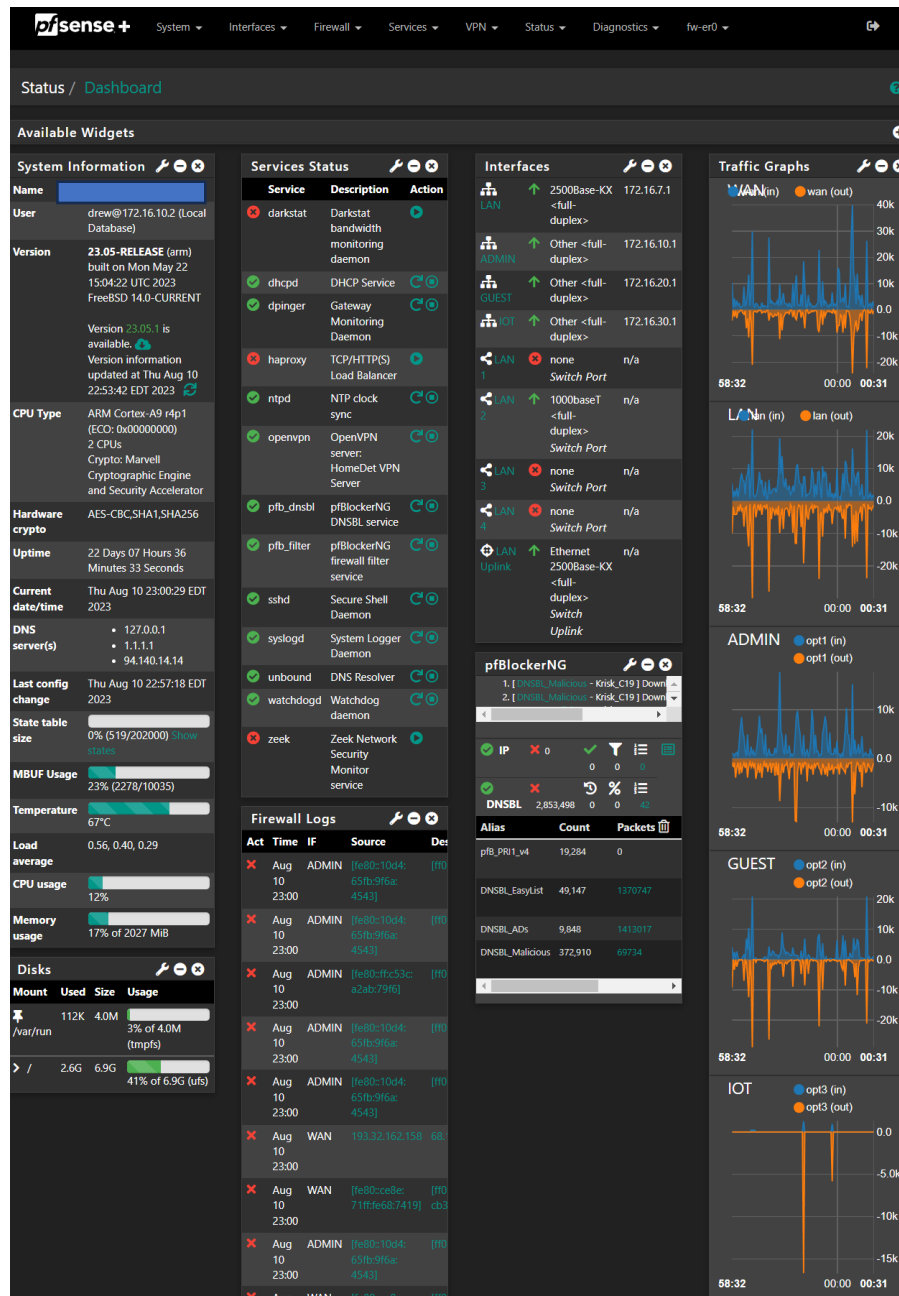 pfsense +
System
Interfaces
Firewall
Services
VPN
Status
Diagnostics
fw-er0
Status / Dashboard
Available Widgets
System Information
Name
User
drew@172.16.10.2 (Local
Database)
Version
23.05-RELEASE (arm)
built on Mon May 22
15:04:22 UTC 2023
FreeBSD 14.0-CURRENT
Version 23.05.1 is
available.
Version information
updated at Thu Aug 10
22:53:42 EDT 2023
CPU Type
ARM Cortex-A9 r4p1
(ECO: 0x00000000)
2 CPUs
Crypto: Marvell
Cryptographic Engine
and Security Accelerator
Hardware
crypto
AES-CBC,SHA1,SHA256
Uptime
22 Days 07 Hours 36
Minutes 33 Seconds
Current
date/time
Thu Aug 10 23:00:29 EDT
2023
DNS
server(s)
• 127.0.0.1
• 1.1.1.1
• 94.140.14.14
Last config
change
Thu Aug 10 22:57:18 EDT
2023
State table
size
0% (519/202000) Show
states
MBUF Usage
23% (2278/10035)
Temperature
67°C
Load
average
0.56, 0.40, 0.29
CPU usage
12%
Memory
usage
17% of 2027 MiB
Disks
Mount Used Size Usage
/var/run 112K 4.0M
3% of 4.0M
(tmpfs)
/ 2.6G 6.9G
41% of 6.9G (ufs)
Services Status
Service Description Action
darkstat Darkstat
bandwidth
monitoring
daemon
dhcpd DHCP Service
dpinger Gateway
Monitoring
Daemon
haproxy TCP/HTTP(S)
Load Balancer
ntpd NTP clock
sync
openvpn OpenVPN
server:
HomeDet VPN
Server
pfb_dnsbl pfBlockerNG
DNSBL service
pfb_filter pfBlockerNG
firewall filter
service
sshd Secure Shell
Daemon
syslogd System Logger
Daemon
unbound DNS Resolver
watchdogd Watchdog
daemon
zeek Zeek Network
Security
Monitor
service
Firewall Logs
Act Time IF Source Des
Aug
10
23:00
ADMIN
[fe80::10d4:
65fb:9f6a:
4543]
[ff0
Aug
10
23:00
ADMIN
[fe80::10d4:
65fb:9f6a:
4543]
[ff0
Aug
10
23:00
ADMIN
[fe80::ff:c53c:
a2ab:79f6]
[ff0
Aug
10
23:00
ADMIN
[fe80::10d4:
65fb:9f6a:
4543]
[ff0
Aug
10
23:00
ADMIN
[fe80::10d4:
65fb:9f6a:
4543]
[ff0
Aug
10
23:00
WAN
193.32.162.158
68.
Aug
10
23:00
WAN
[fe80::ce8e:
71ff:fe68:7419]
[ff0
cb3
Aug
10
23:00
ADMIN
[fe80::10d4:
65fb:9f6a:
4543]
[ff0
Interfaces
LAN
2500Base-KX
<full-
duplex>
172.16.7.1
ADMIN
Other <full-
duplex>
172.16.10.1
GUEST
Other <full-
duplex>
172.16.20.1
IOT
Other <full-
duplex>
172.16.30.1
LAN
1
none
Switch Port
n/a
LAN
2
1000baseT
<full-
duplex>
Switch Port
n/a
LAN
3
none
Switch Port
n/a
LAN
4
none
Switch Port
n/a
LAN
Uplink
Ethernet
2500Base-KX
<full-
duplex>
Switch
Uplink
n/a
pfBlockerNG
1. [ DNSBL_Malicious - Krisk_C19 ] Down
2. [ DNSBL_Malicious - Krisk_C19 ] Down
IP 0
0 0 0
DNSBL 2,853,498 0 0 42
Alias Count Packets
pfB_PRI1_v4 19,284 0
DNSBL_EasyList 49,147 1370747
DNSBL_ADs 9,848 1413017
DNSBL_Malicious 372,910 69734
Traffic Graphs
WAN
wan (in)
wan (out)
40k
30k
20k
10k
0.0
-10k
-20k
58:32 00:00 00:31
LAN
lan (in)
lan (out)
20k
10k
0.0
-10k
-20k
58:32 00:00 00:31
ADMIN
opt1 (in)
opt1 (out)
10k
0.0
-10k
58:32 00:00 00:31
GUEST
opt2 (in)
opt2 (out)
20k
10k
0.0
-10k
-20k
58:32 00:00 00:31
IOT
opt3 (in)
opt3 (out)
0.0
-5.0k
-10k
-15k
58:32 00:00 00:31